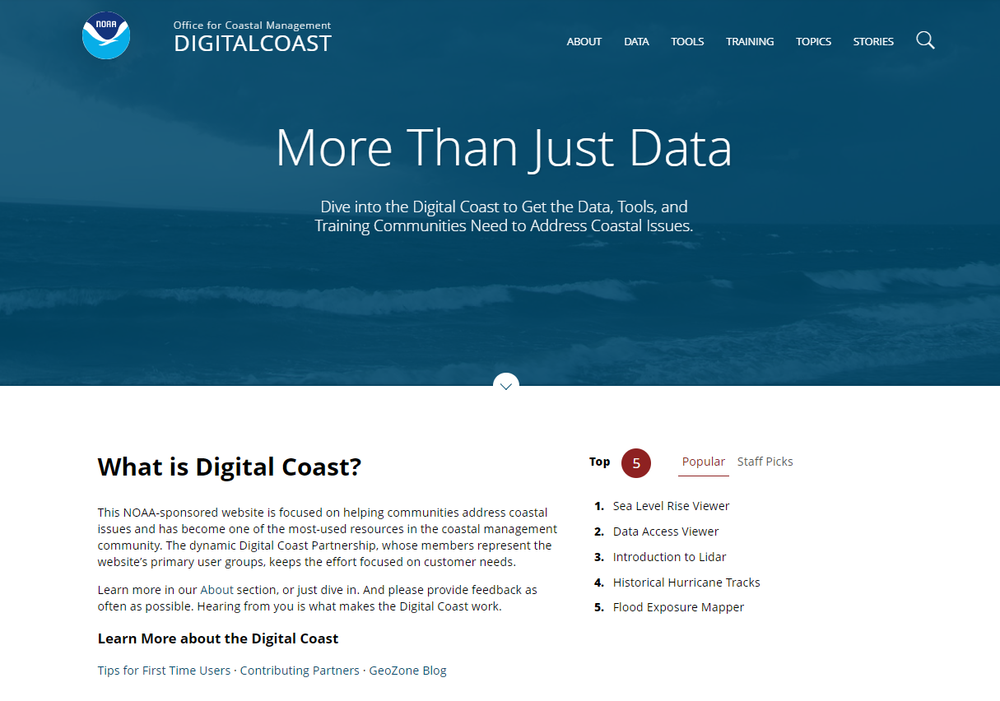 NOAA
Office for Coastal Management
DIGITALCOAST
ABOUT DATA TOOLS TRAINING TOPICS STORIES
More Than Just Data
Dive into the Digital Coast to Get the Data, Tools, and
Training Communities Need to Address Coastal Issues.
What is Digital Coast?
This NOAA-sponsored website is focused on helping communities address coastal
issues and has become one of the most-used resources in the coastal management
community. The dynamic Digital Coast Partnership, whose members represent the
website’s primary user groups, keeps the effort focused on customer needs.
Learn more in our About section, or just dive in. And please provide feedback as
often as possible. Hearing from you is what makes the Digital Coast work.
Learn More about the Digital Coast
Tips for First Time Users · Contributing Partners · GeoZone Blog
Top 5 Popular Staff Picks
1. Sea Level Rise Viewer
2. Data Access Viewer
3. Introduction to Lidar
4. Historical Hurricane Tracks
5. Flood Exposure Mapper